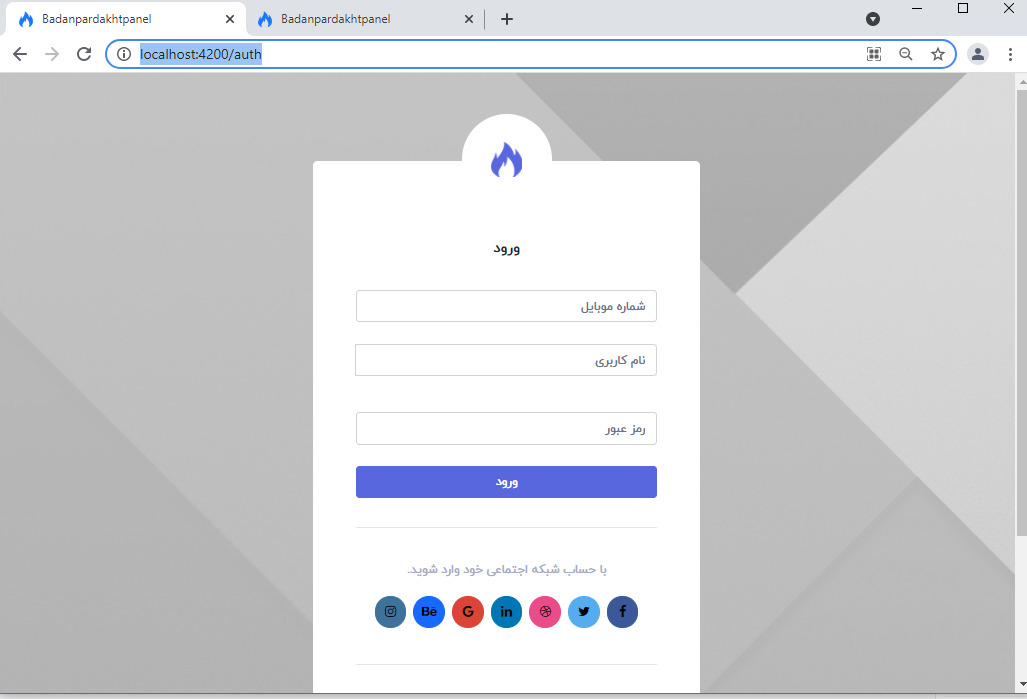 Badanpardakhtpanel
Badanpardakhtpanel
localhost:4200/auth
ورود
شماره موبایل
نام کاربری
رمز عبور
ورود
با حساب شبکه اجتماعی خود وارد شوید.
Bē G in f